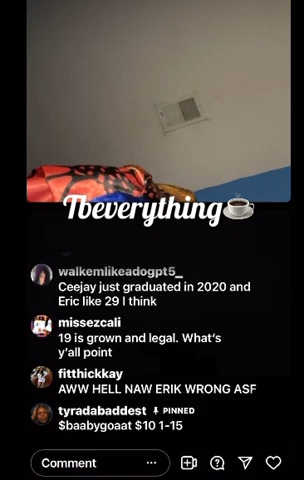 Tbeverything☕
walkemlikeadogpt5_
Ceejay just graduated in 2020 and
Eric like 29 I think
missezcali
19 is grown and legal. What's
y'all point
fitthickkay
AWW HELL NAW ERIK WRONG ASF
tyradabaddest PINNED
$baabygoaat $10 1-15
Comment ...